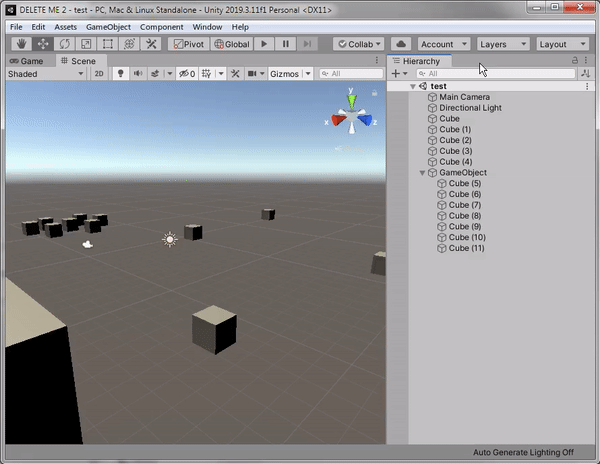 DELETE ME 2 - test - PC, Mac & Linux Standalone - Unity 2019.3.11f1 Personal <DX11>
File Edit Assets GameObject Component Window Help
Pivot Global Collab Account Layers Layout
Game Scene Hierarchy
Shaded 2D 0 Gizmos All All
test
Main Camera
Directional Light
Cube
Cube (1)
Cube (2)
Cube (3)
Cube (4)
GameObject
Cube (5)
Cube (6)
Cube (7)
Cube (8)
Cube (9)
Cube (10)
Cube (11)
y
x z
Auto Generate Lighting Off